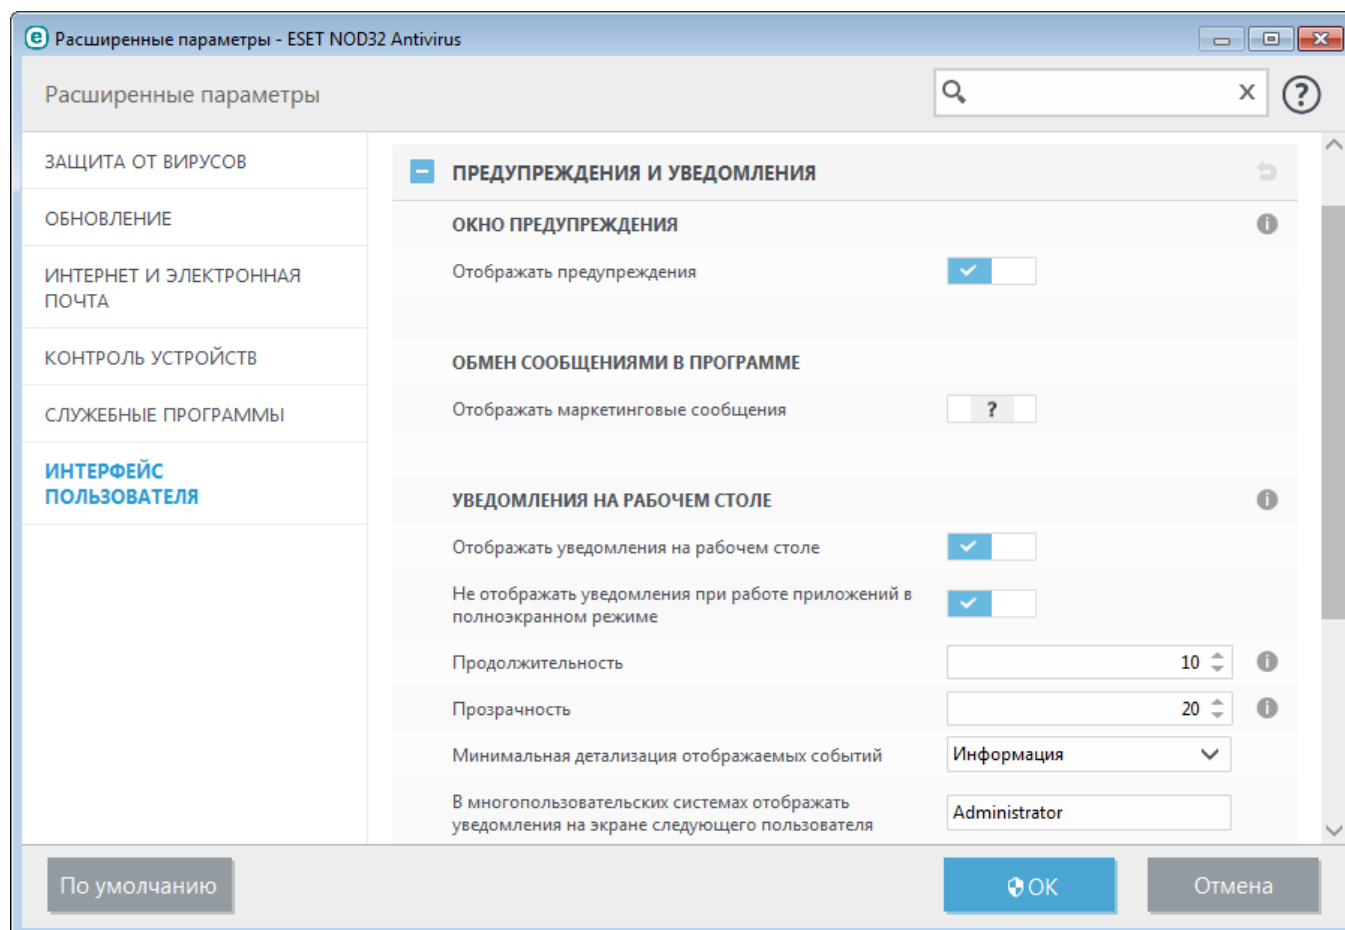 Расширенные параметры - ESET NOD32 Antivirus
Расширенные параметры
ЗАЩИТА ОТ ВИРУСОВ
ОБНОВЛЕНИЕ
ИНТЕРНЕТ И ЭЛЕКТРОННАЯ
ПОЧТА
КОНТРОЛЬ УСТРОЙСТВ
СЛУЖЕБНЫЕ ПРОГРАММЫ
ИНТЕРФЕЙС
ПОЛЬЗОВАТЕЛЯ
ПРЕДУПРЕЖДЕНИЯ И УВЕДОМЛЕНИЯ
ОКНО ПРЕДУПРЕЖДЕНИЯ
Отображать предупреждения
ОБМЕН СООБЩЕНИЯМИ В ПРОГРАММЕ
Отображать маркетинговые сообщения ?
УВЕДОМЛЕНИЯ НА РАБОЧЕМ СТОЛЕ
Отображать уведомления на рабочем столе
Не отображать уведомления при работе приложений в
полноэкранном режиме
Продолжительность 10
Прозрачность 20
Минимальная детализация отображаемых событий Информация
В многопользовательских системах отображать
уведомления на экране следующего пользователя Administrator
По умолчанию OK Отмена